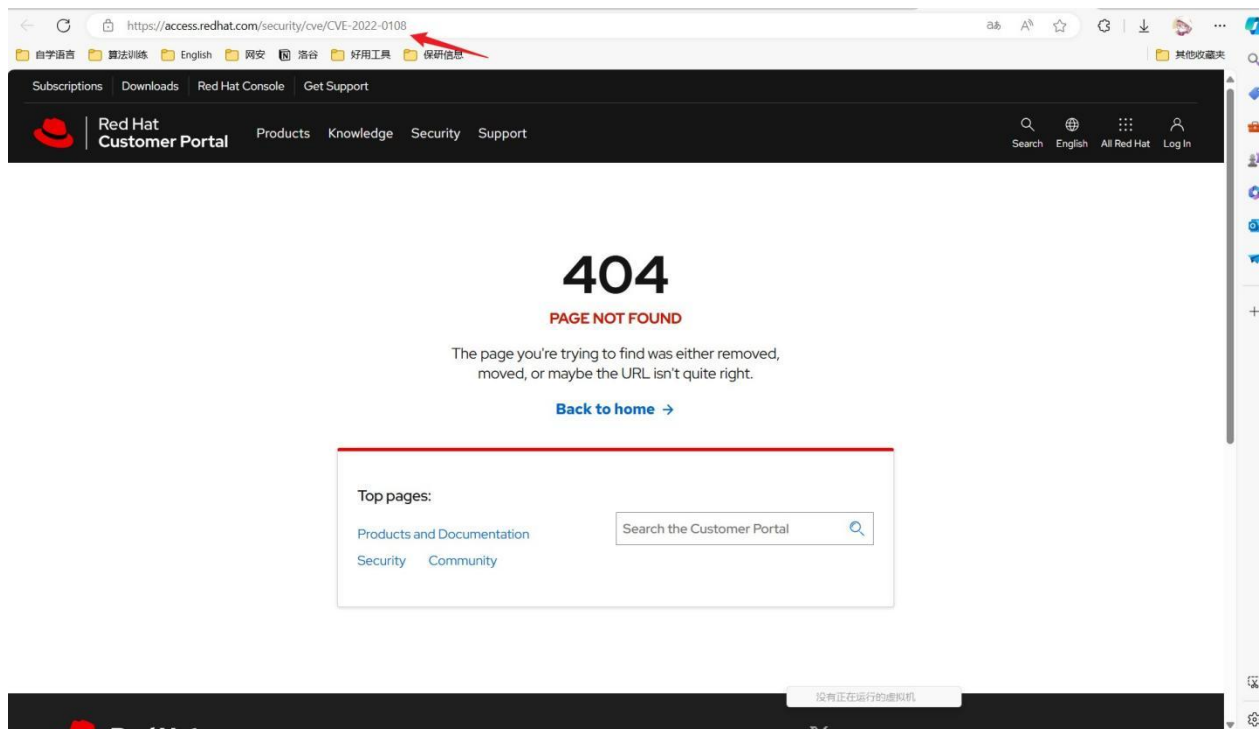 https://access.redhat.com/security/cve/CVE-2022-0108
自学语言 算法训练 English 网安 洛谷 好用工具 保研信息 其他收藏夹
Subscriptions Downloads Red Hat Console Get Support
Red Hat
Customer Portal
Products Knowledge Security Support
Search English All Red Hat Log In
404
PAGE NOT FOUND
The page you're trying to find was either removed,
moved, or maybe the URL isn't quite right.
Back to home →
Top pages:
Products and Documentation
Search the Customer Portal
Security Community
没有正在运行的虚拟机